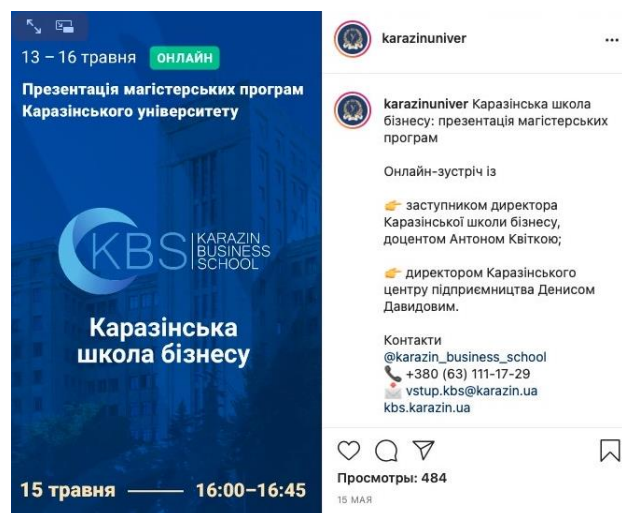 13 – 16 травня ОНЛАЙН
Презентація магістерських програм
Каразінського університету
KBS
KARAZIN
BUSINESS
SCHOOL
Каразінська
школа бізнесу
15 травня 16:00–16:45
karazinuniver
karazinuniver Каразінська школа
бізнесу: презентація магістерських
програм
Онлайн-зустріч із
👉 заступником директора
Каразінської школи бізнесу,
доцентом Антоном Квіткою;
👉 директором Каразінського
центру підприємництва Денисом
Давидовим.
Контакти
@karazin_business_school
📞 +380 (63) 111-17-29
📩 vstup.kbs@karazin.ua
kbs.karazin.ua
Просмотры: 484
15 МАЯ